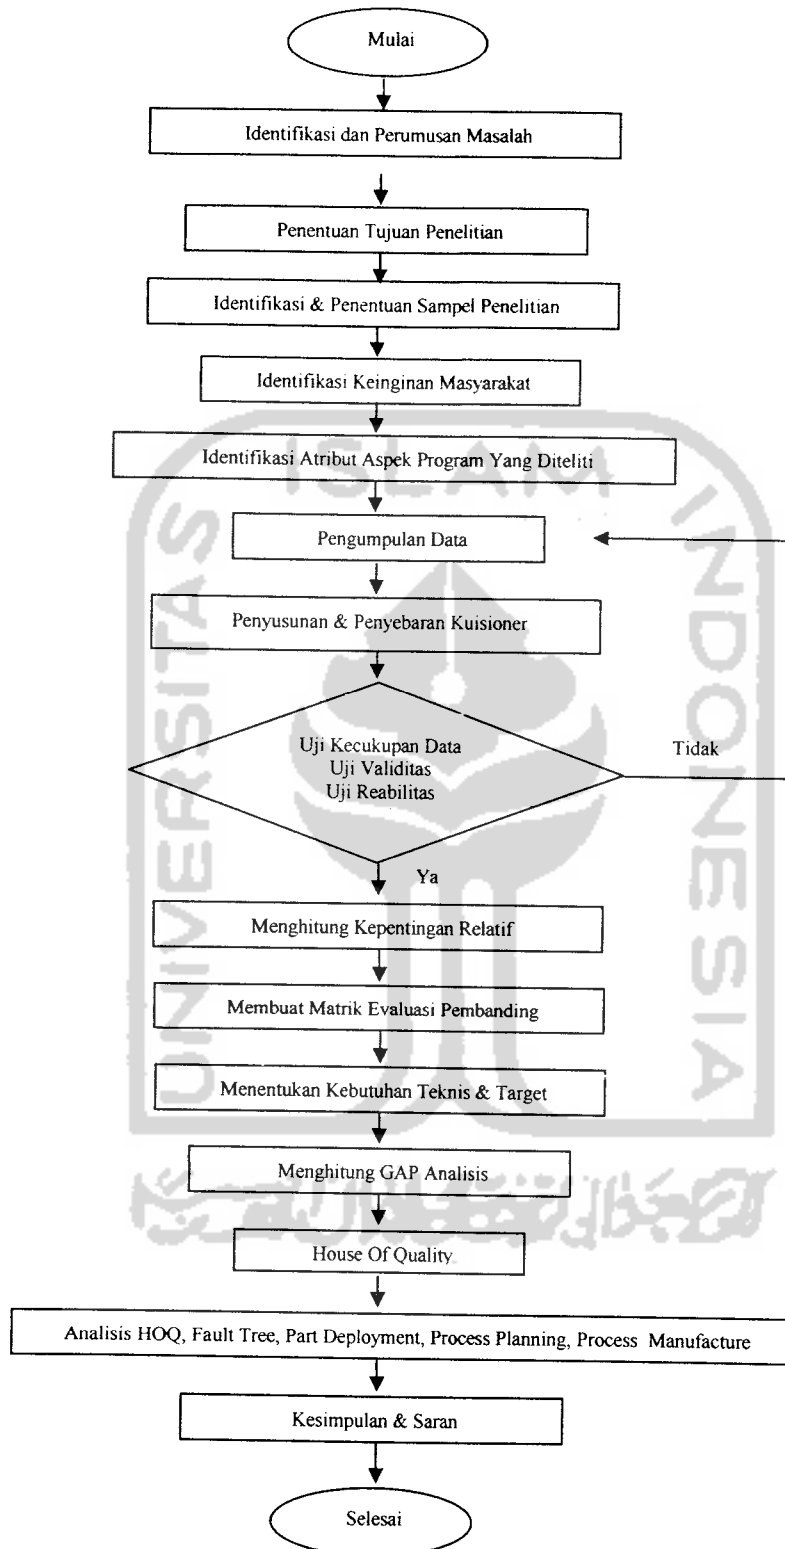 Mulai
Identifikasi dan Perumusan Masalah
Penentuan Tujuan Penelitian
Identifikasi & Penentuan Sampel Penelitian
Identifikasi Keinginan Masyarakat
Identifikasi Atribut Aspek Program Yang Diteliti
Pengumpulan Data
Penyusunan & Penyebaran Kuisioner
Uji Kecukupan Data
Uji Validitas
Uji Reabilitas
Tidak
Ya
Menghitung Kepentingan Relatif
Membuat Matrik Evaluasi Pembanding
Menentukan Kebutuhan Teknis & Target
Menghitung GAP Analisis
House Of Quality
Analisis HOQ, Fault Tree, Part Deployment, Process Planning, Process Manufacture
Kesimpulan & Saran
Selesai
UNIVERSITAS
ISLAM
INDONESIA